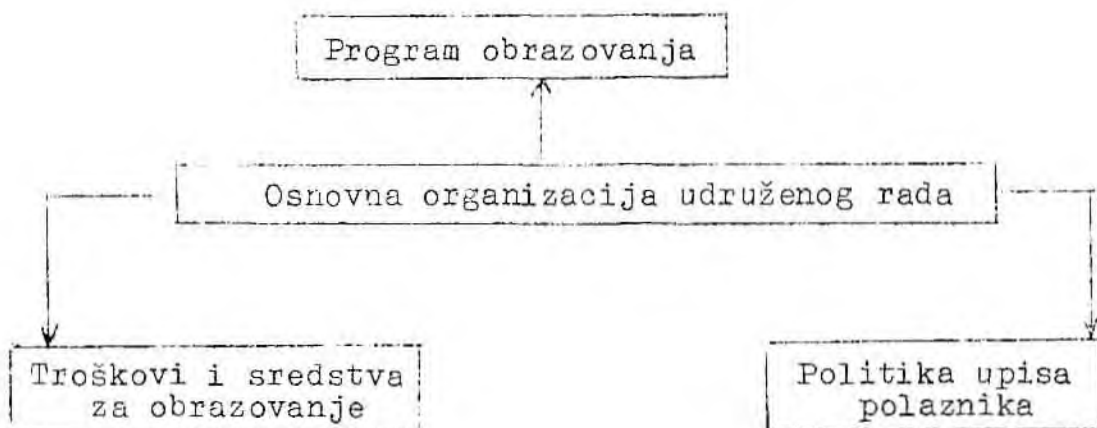 Program obrazovanja
Osnovna organizacija udruženog rada
Troškovi i sredstva
za obrazovanje
Politika upisa
polaznika